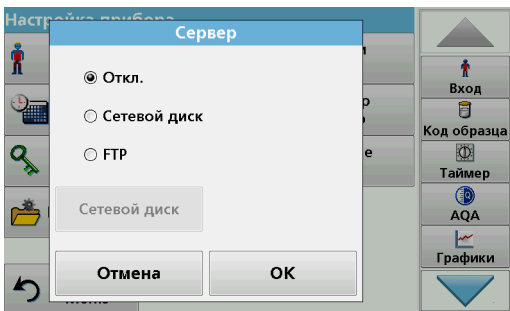 Настройка прибора
Сервер
Откл.
Сетевой диск
FTP
Сетевой диск
Отмена
OK
Вход
Код образца
Таймер
AQA
Графики